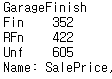 GarageFinish
Fin    352
RFn    422
Unf    605
Name: SalePrice,